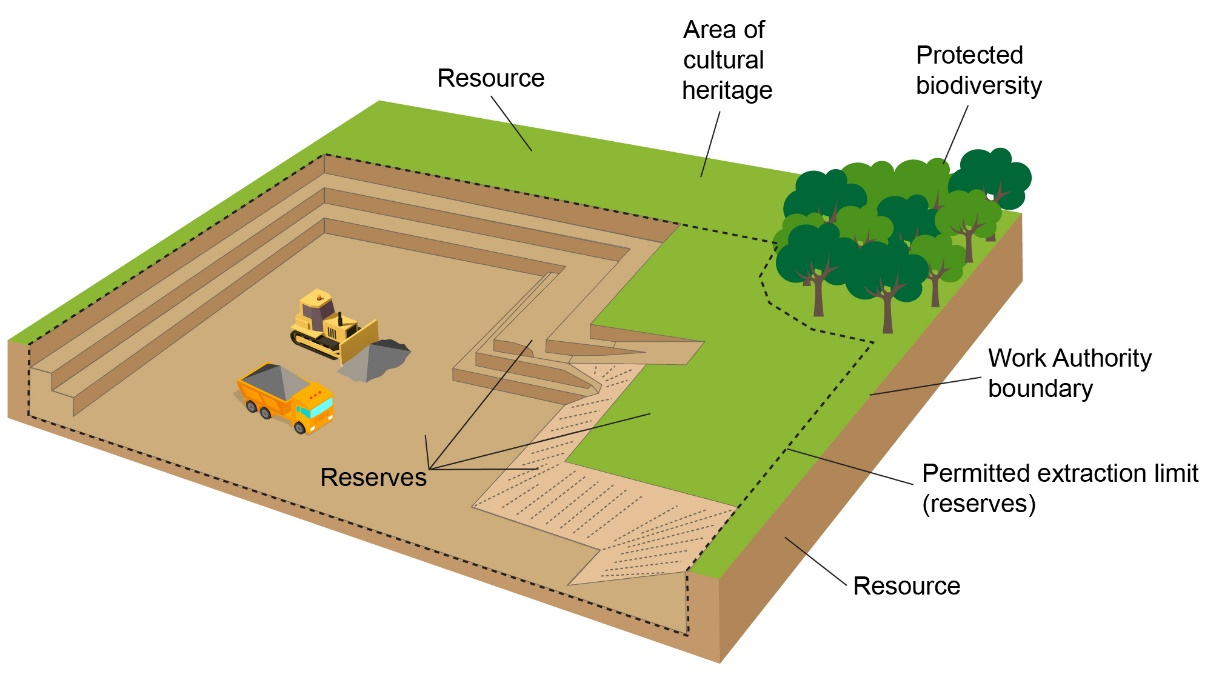 Resource
Area of
cultural
heritage
Protected
biodiversity
Work Authority
boundary
Permitted extraction limit
(reserves)
Reserves
Resource